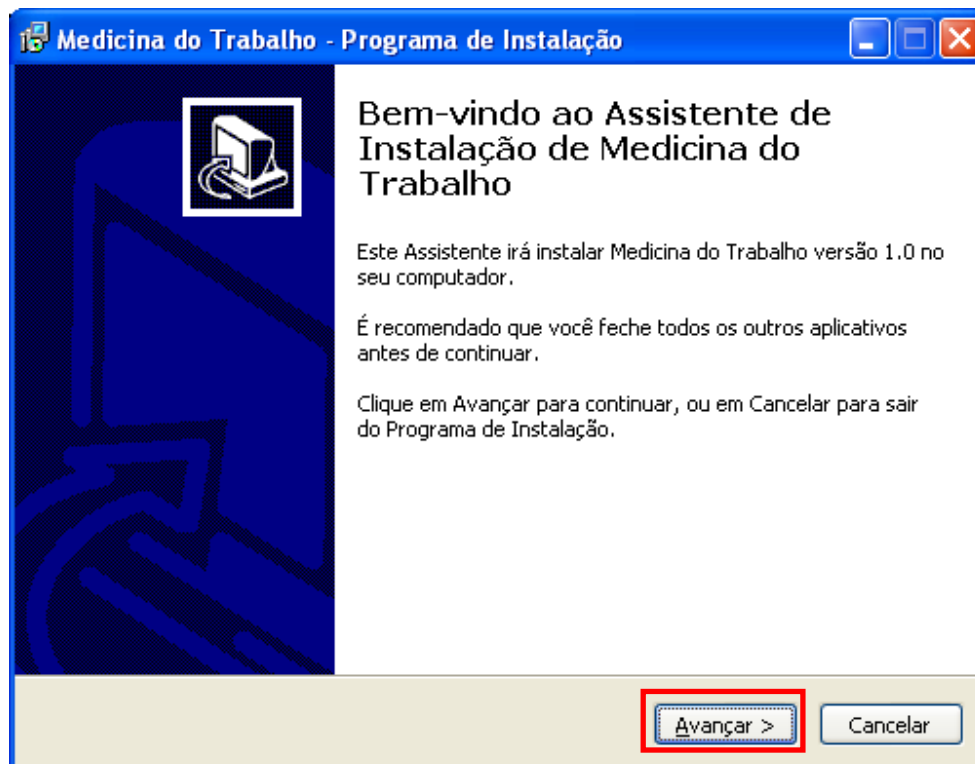 Medicina do Trabalho - Programa de Instalação
Bem-vindo ao Assistente de
Instalação de Medicina do
Trabalho
Este Assistente irá instalar Medicina do Trabalho versão 1.0 no
seu computador.
É recomendado que você feche todos os outros aplicativos
antes de continuar.
Clique em Avançar para continuar, ou em Cancelar para sair
do Programa de Instalação.
Avançar >
Cancelar